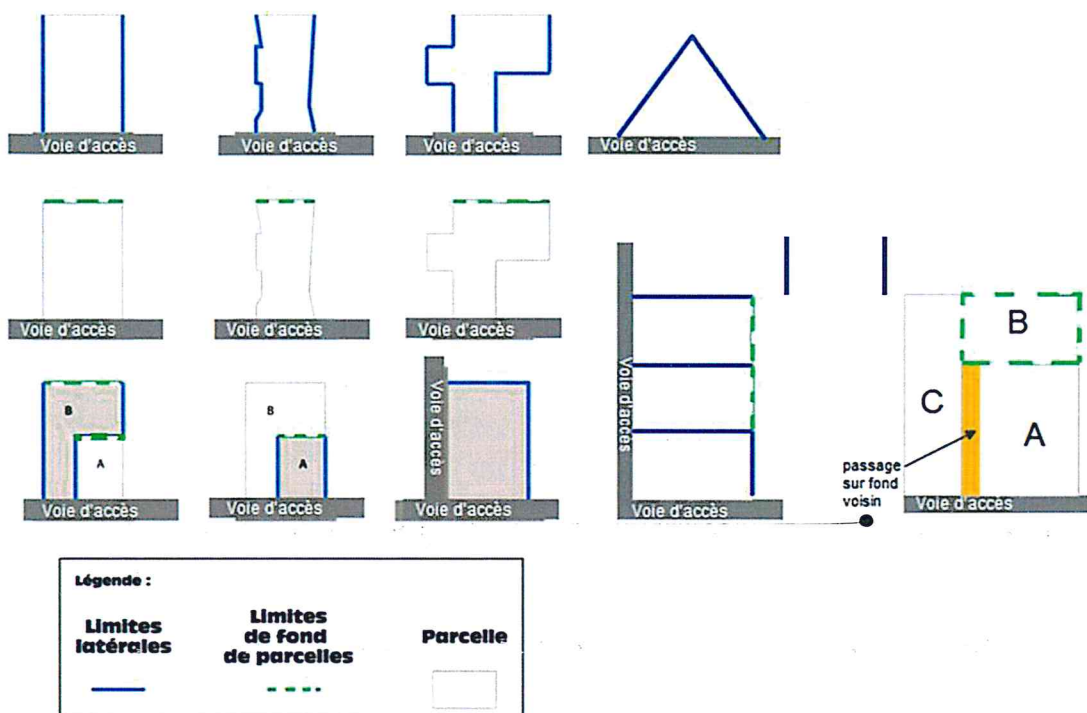 Voie d'accès
Voie d'accès
Voie d'accès
Voie d'accès
Voie d'accès
Voie d'accès
Voie d'accès
B
A
Voie d'accès
B
A
Voie d'accès
Voie d'accès
Voie d'accès
Voie d'accès
Voie d'accès
B
C
A
passage
sur fond
voisin
Voie d'accès
Légende :
Limites
latérales
Limites
de fond
de parcelles
Parcelle